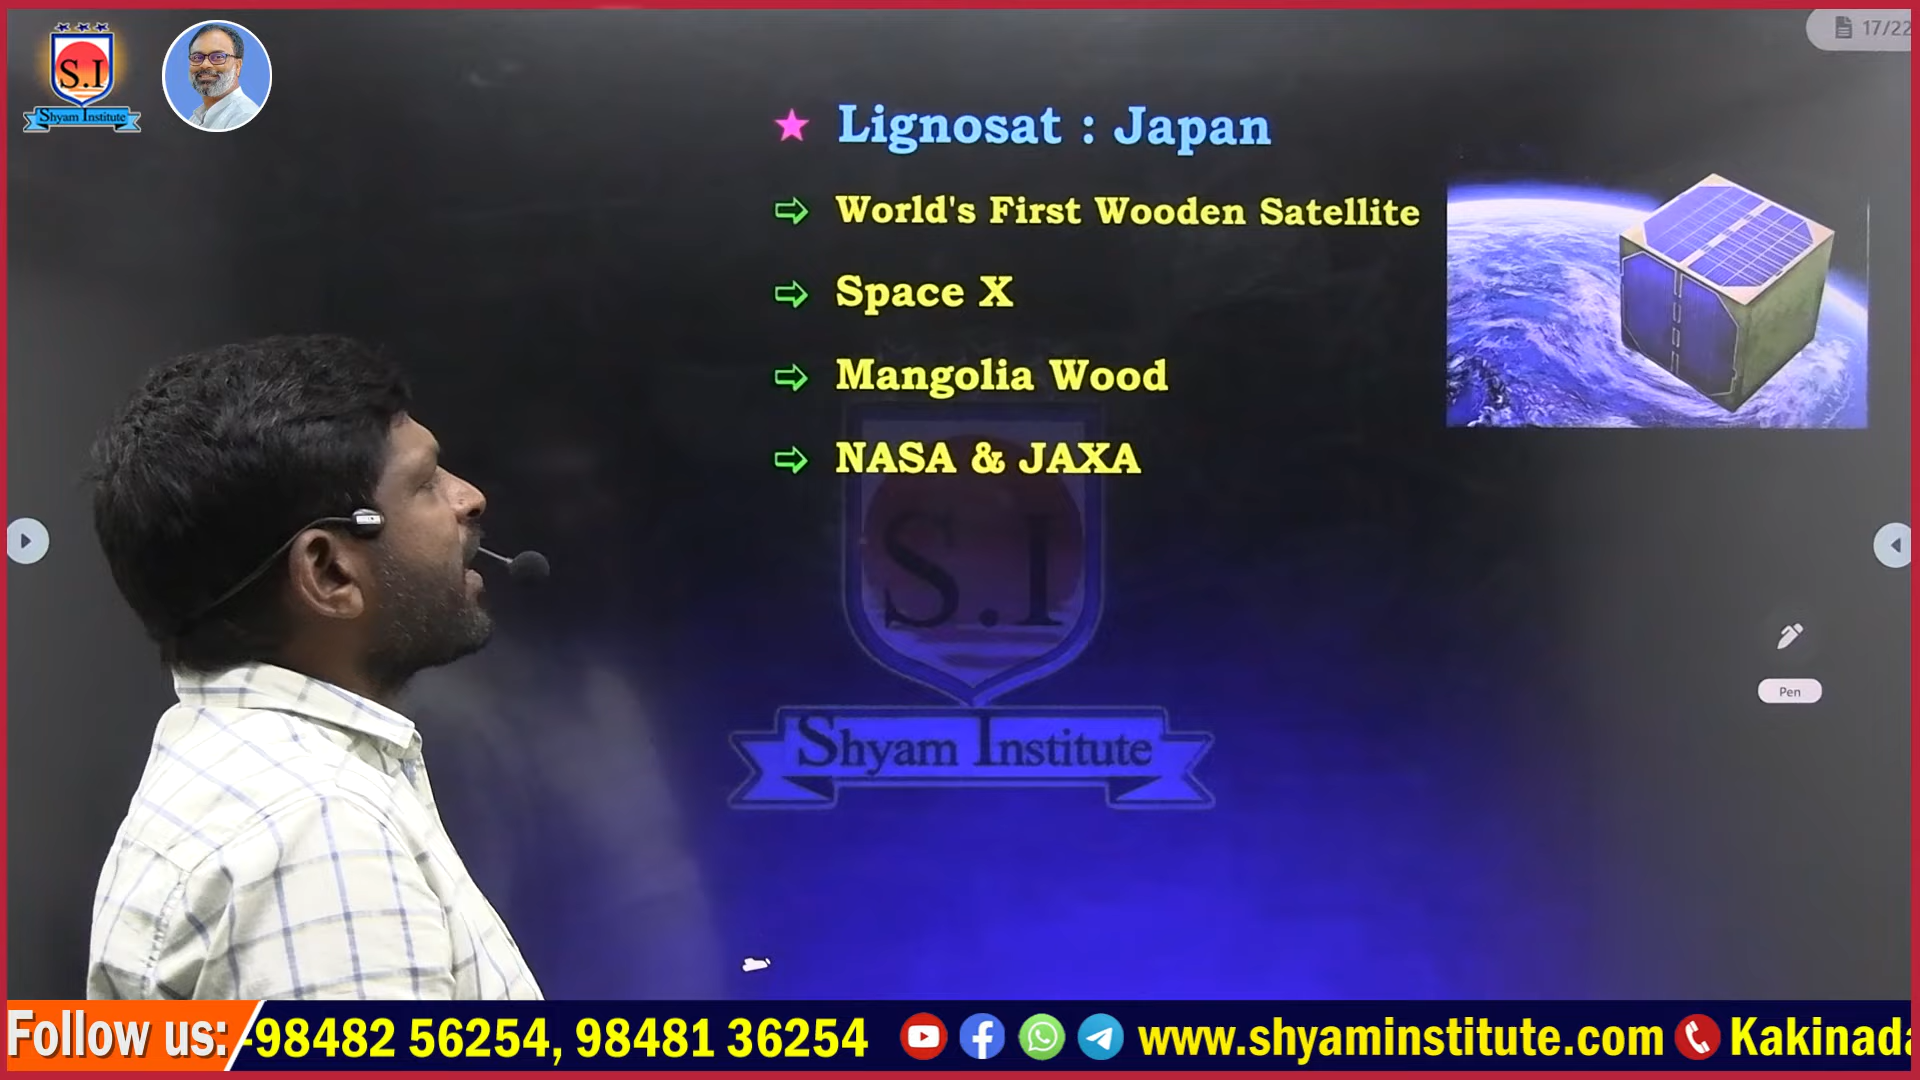 S.I
Shyam Institute
17/22
Lignosat : Japan
World's First Wooden Satellite
Space X
Mangolia Wood
NASA & JAXA
S.I
Shyam Institute
Pen
Follow us:
-98482 56254, 98481 36254
www.shyaminstitute.com
Kakinada